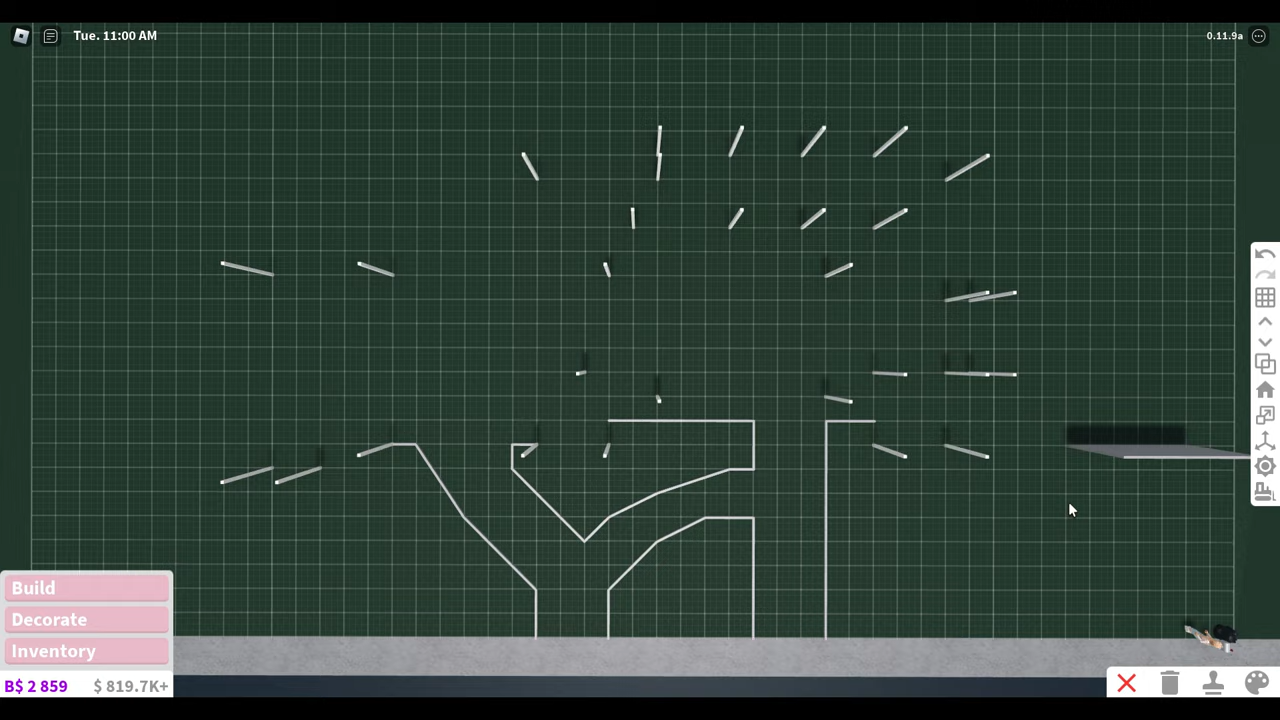 Tue. 11:00 AM
0.11.9a
Build
Decorate
Inventory
B$ 2 859 $ 819.7K+